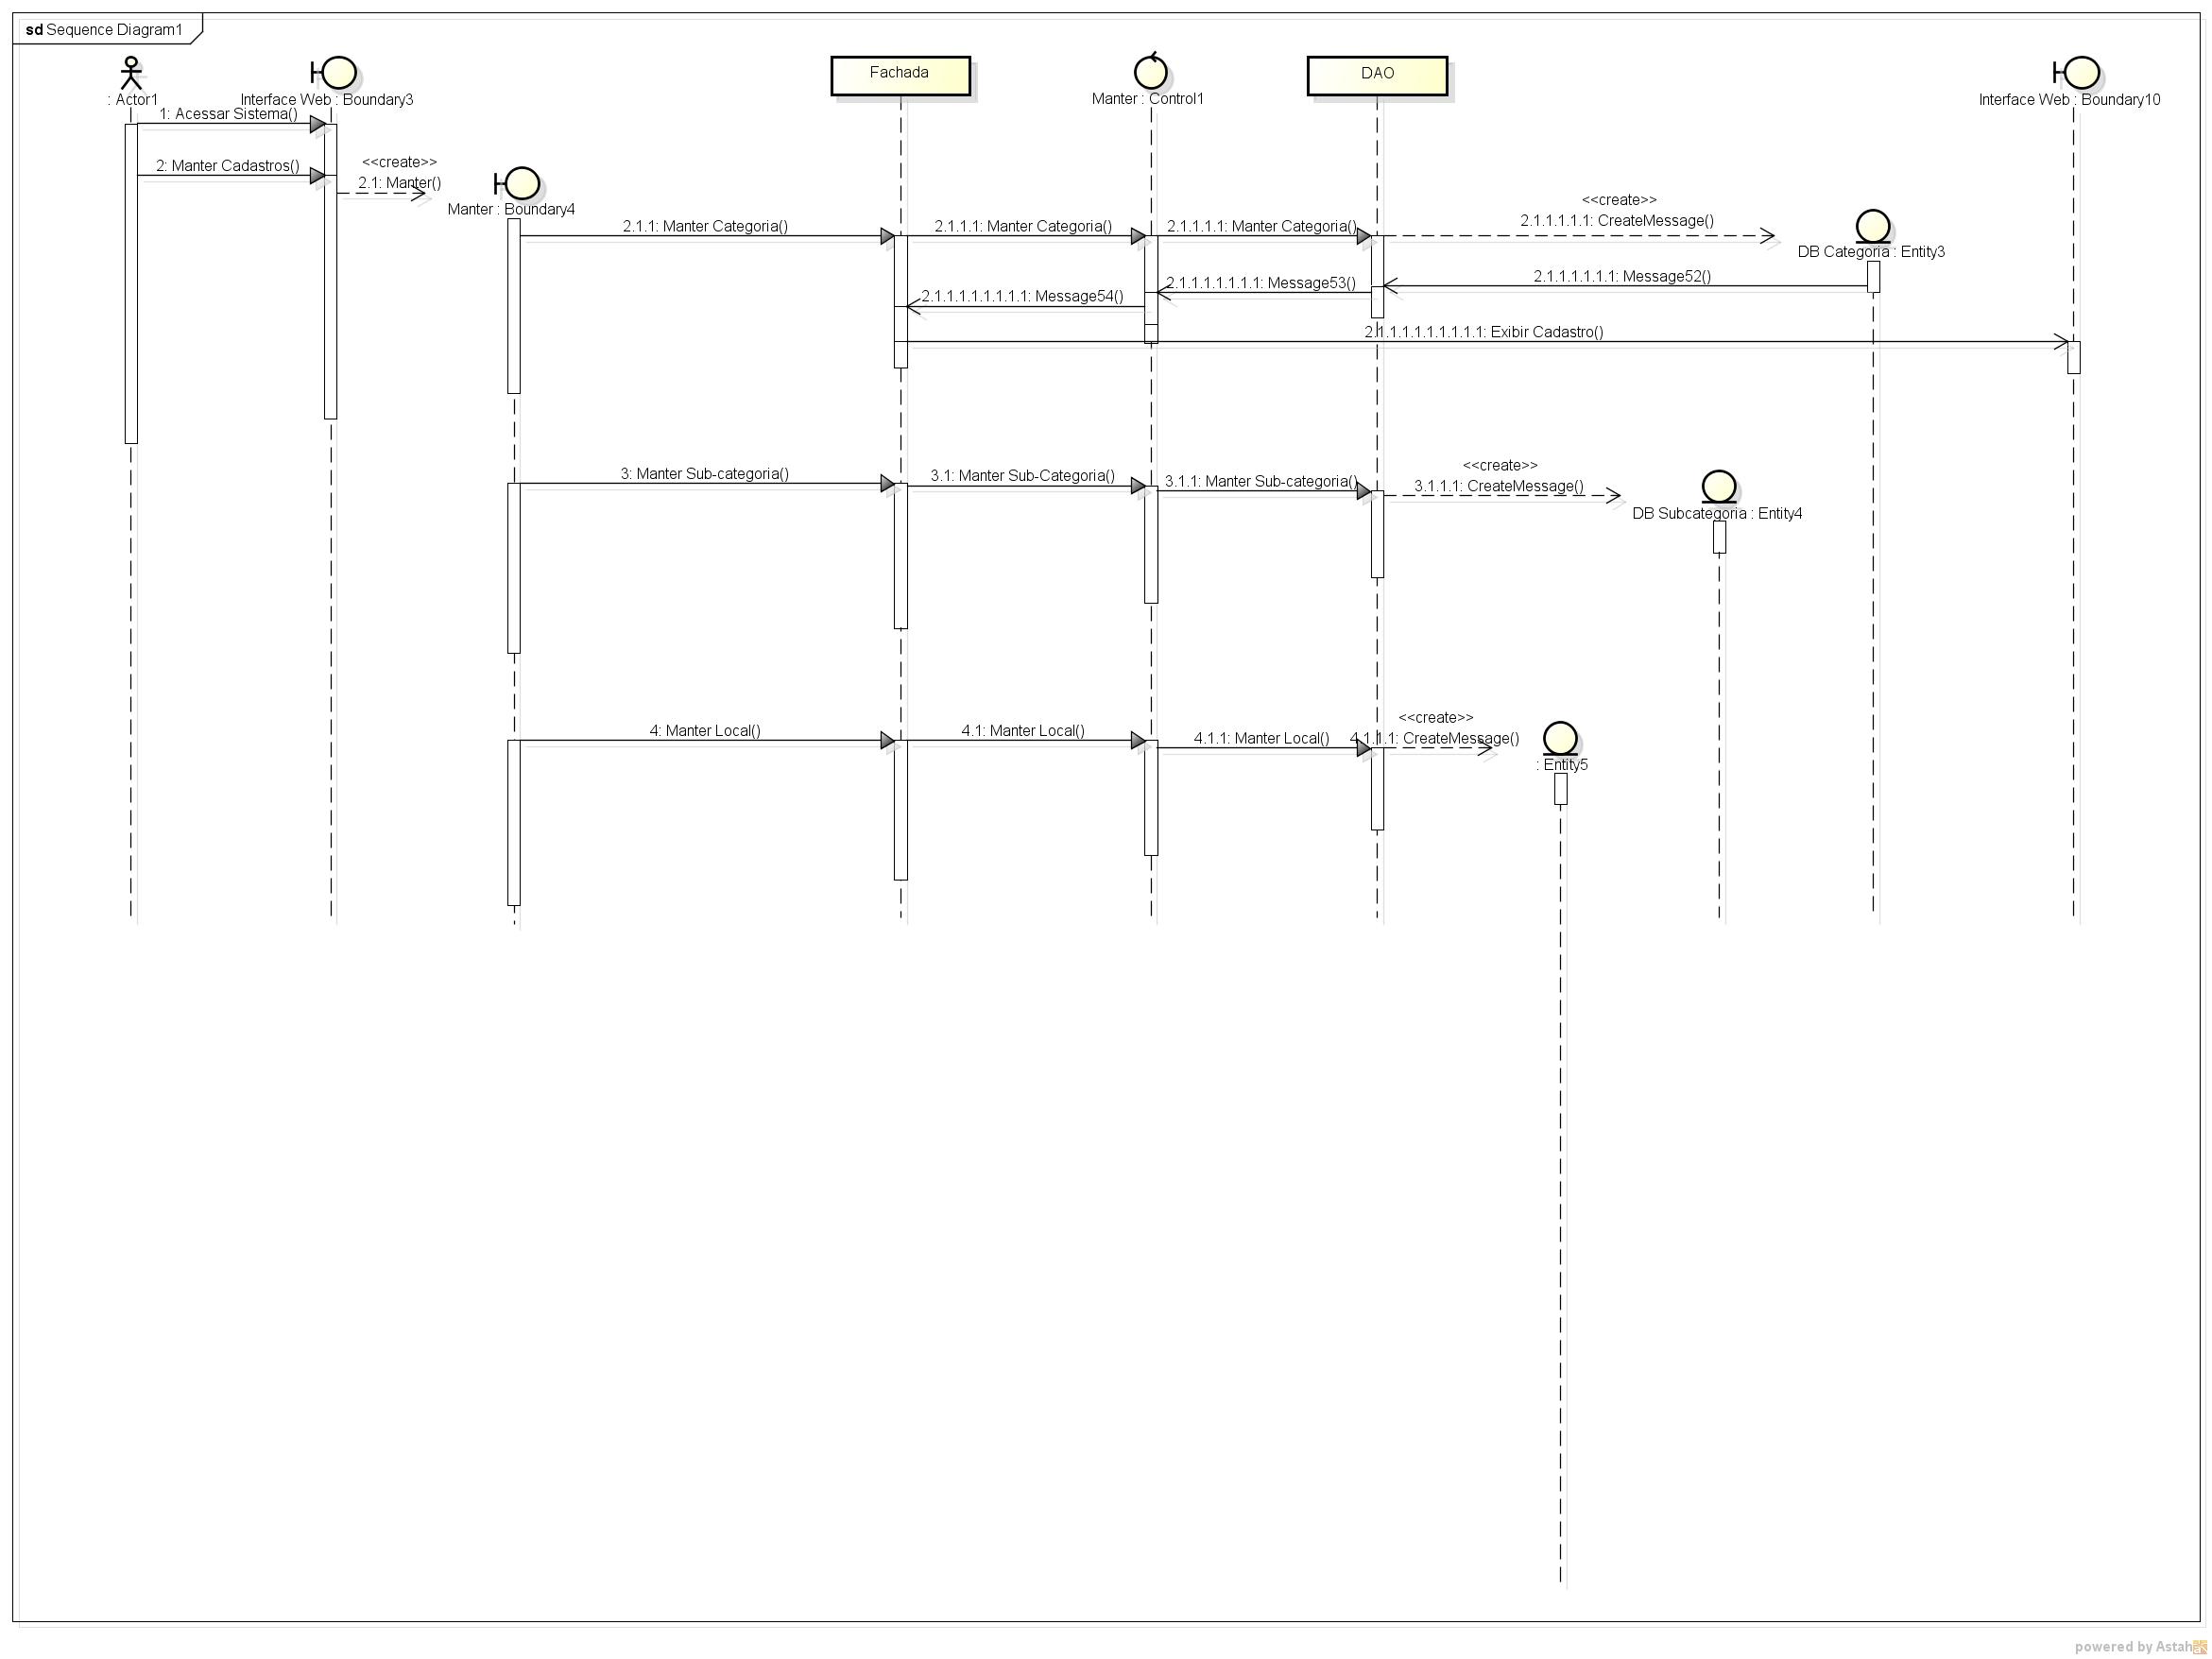 sd Sequence Diagram1
: Actor1
Interface Web : Boundary3
Fachada
Manter : Control1
DAO
Interface Web : Boundary10
1: Acessar Sistema()
2: Manter Cadastros()
<<create>>
2.1: Manter()
Manter : Boundary4
2.1.1: Manter Categoria()
2.1.1.1: Manter Categoria()
2.1.1.1.1: Manter Categoria()
<<create>>
2.1.1.1.1.1: CreateMessage()
DB Categoria : Entity3
2.1.1.1.1.1.1: Message52()
2.1.1.1.1.1.1.1: Message53()
2.1.1.1.1.1.1.1.1: Message54()
2.1.1.1.1.1.1.1.1.1: Exibir Cadastro()
3: Manter Sub-categoria()
3.1: Manter Sub-Categoria()
3.1.1: Manter Sub-categoria()
<<create>>
3.1.1.1: CreateMessage()
DB Subcategoria : Entity4
4: Manter Local()
4.1: Manter Local()
4.1.1: Manter Local()
<<create>>
4.1.1.1: CreateMessage()
: Entity5
powered by Astah